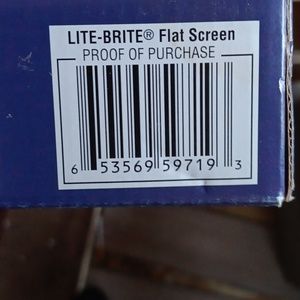 LITE-BRITE® Flat Screen
PROOF OF PURCHASE
6 53569 59719 3